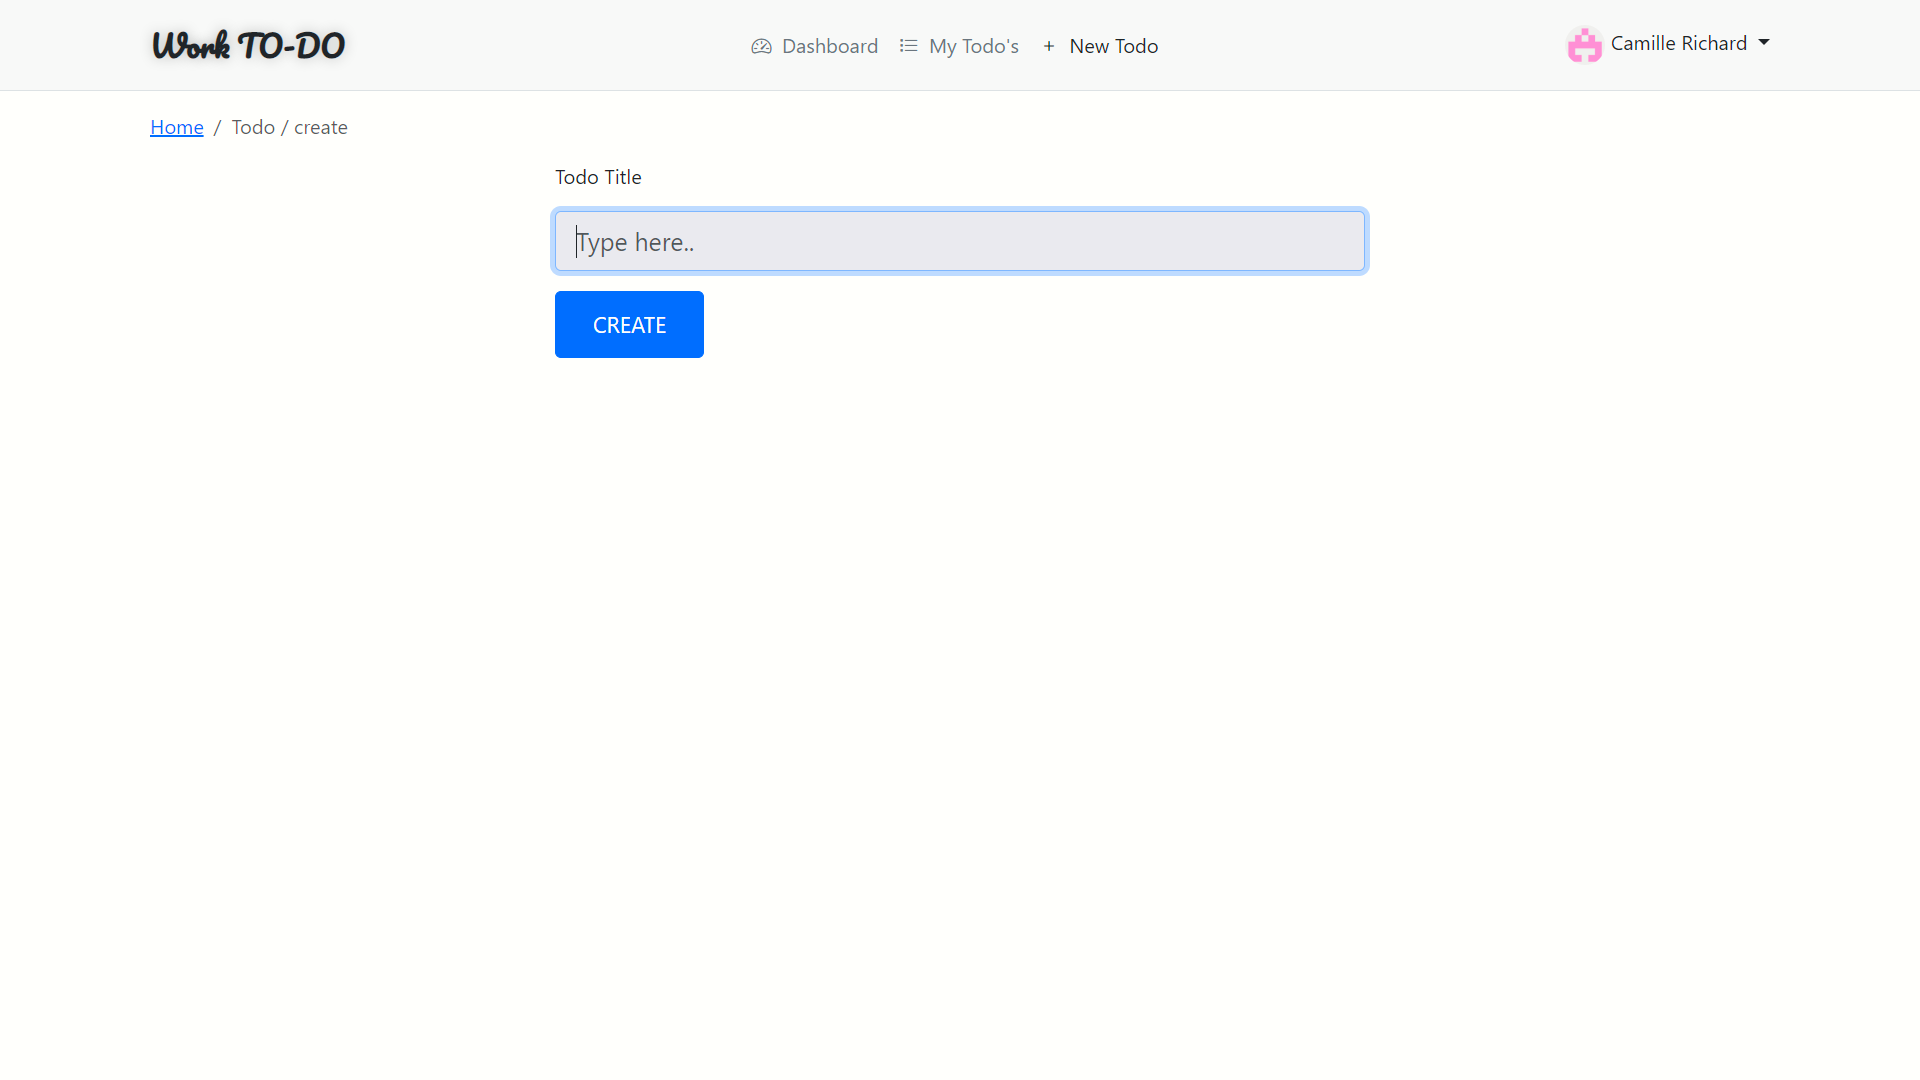 Work TO-DO
Dashboard My Todo's + New Todo
Camille Richard
Home / Todo / create
Todo Title
Type here..
CREATE